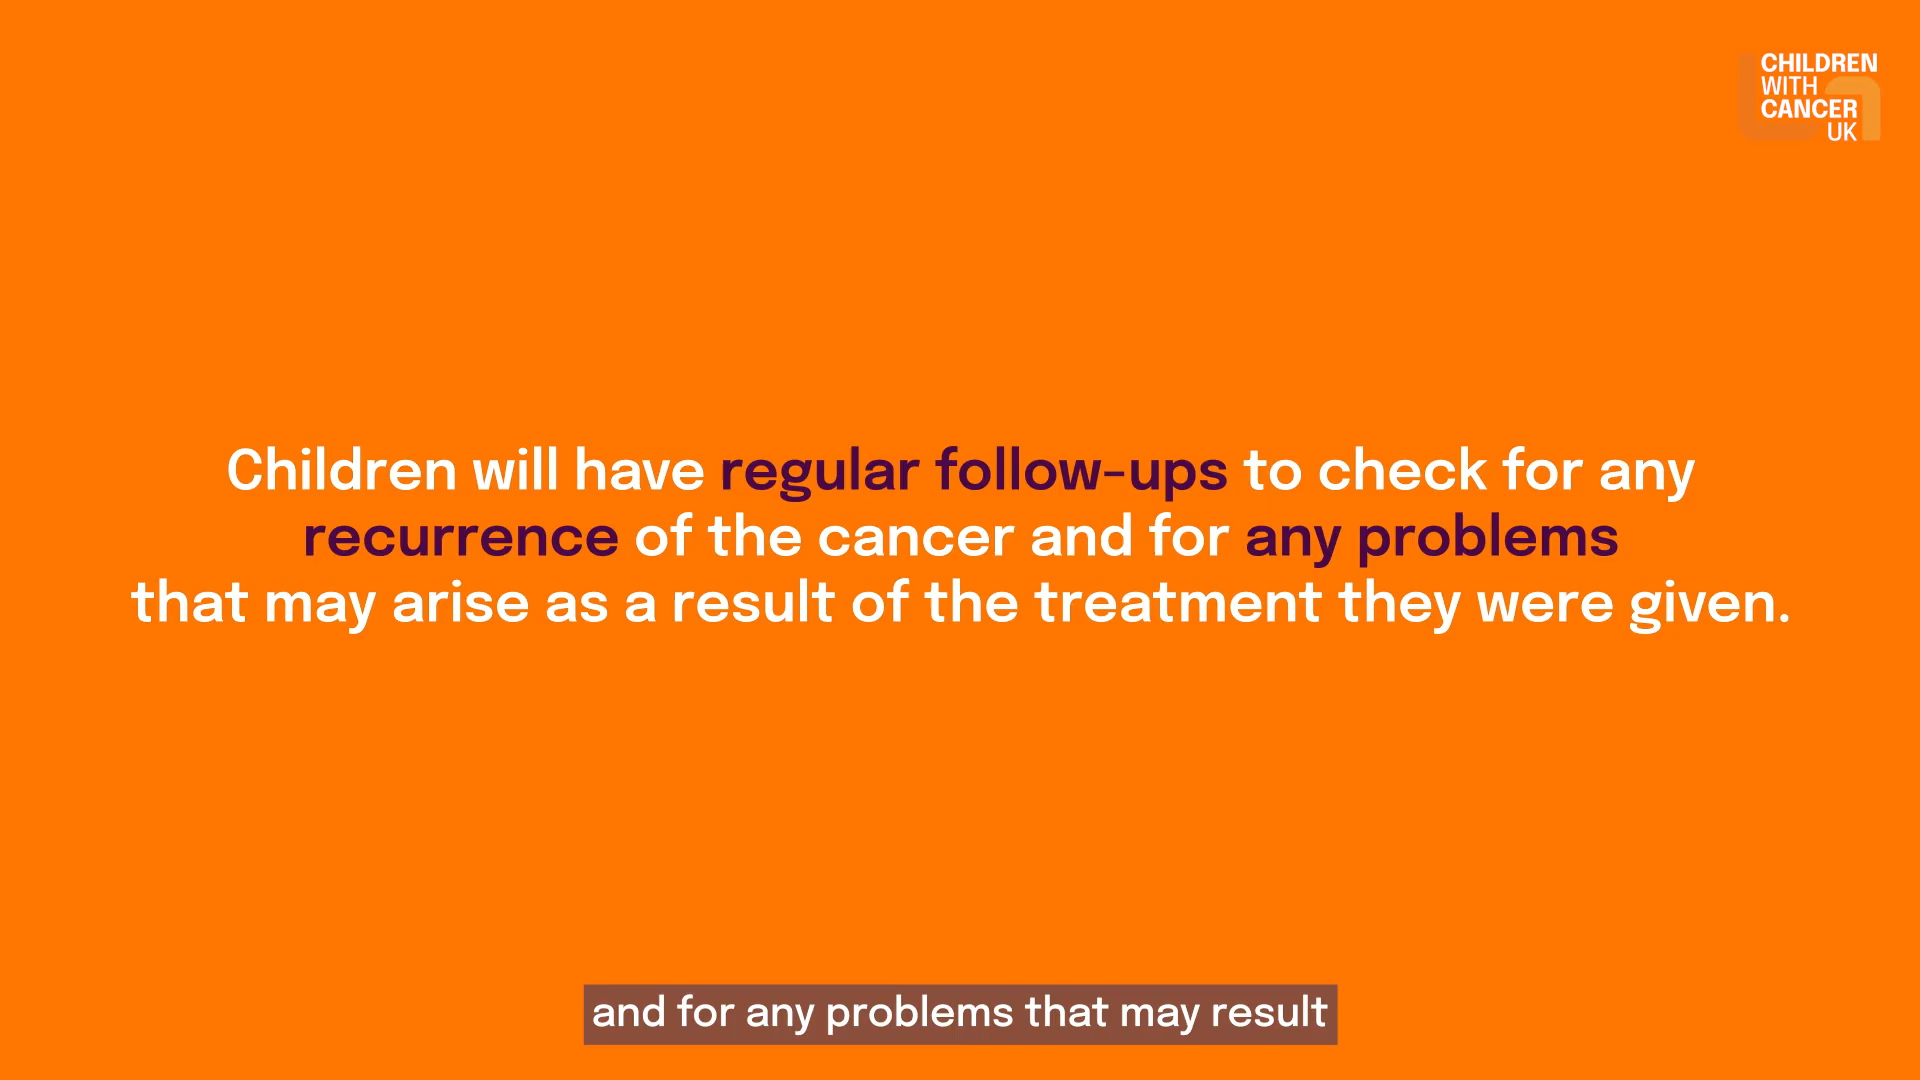 CHILDREN
WITH
CANCER
UK
Children will have regular follow-ups to check for any
recurrence of the cancer and for any problems
that may arise as a result of the treatment they were given.
and for any problems that may result